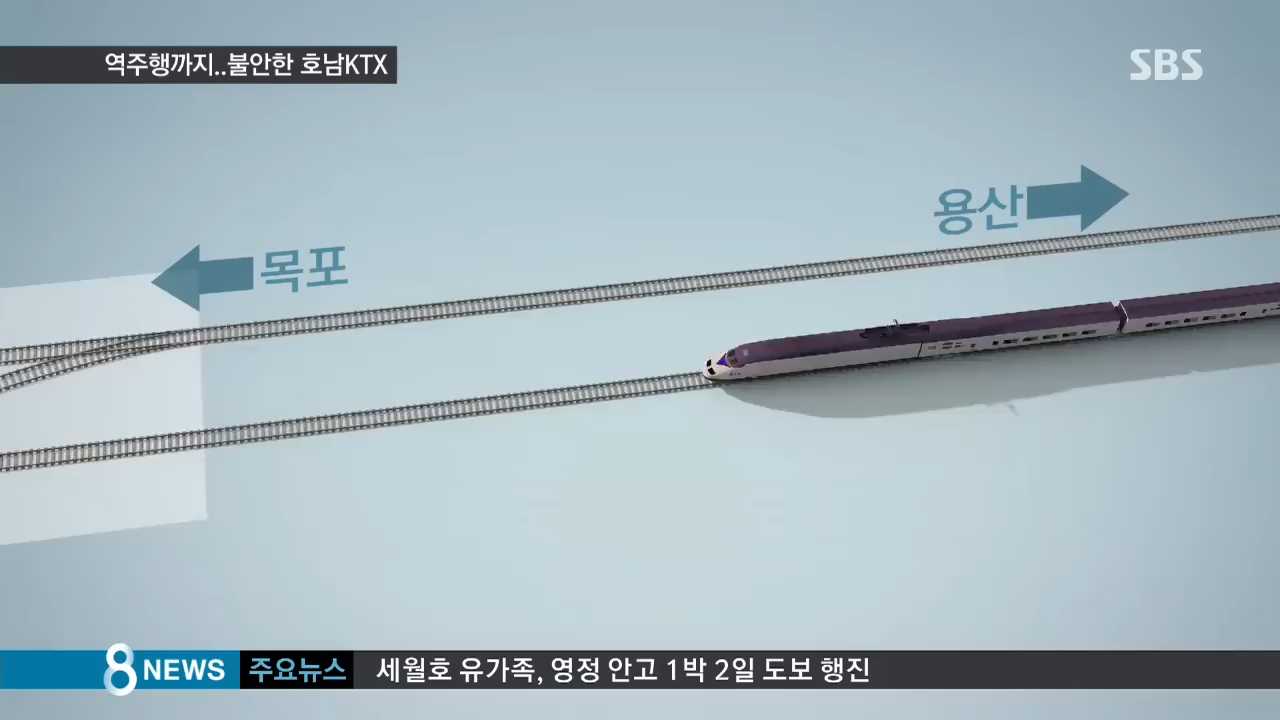 역주행까지..불안한 호남KTX
SBS
용산
목포
8 NEWS 주요뉴스 세월호 유가족, 영정 안고 1박 2일 도보 행진